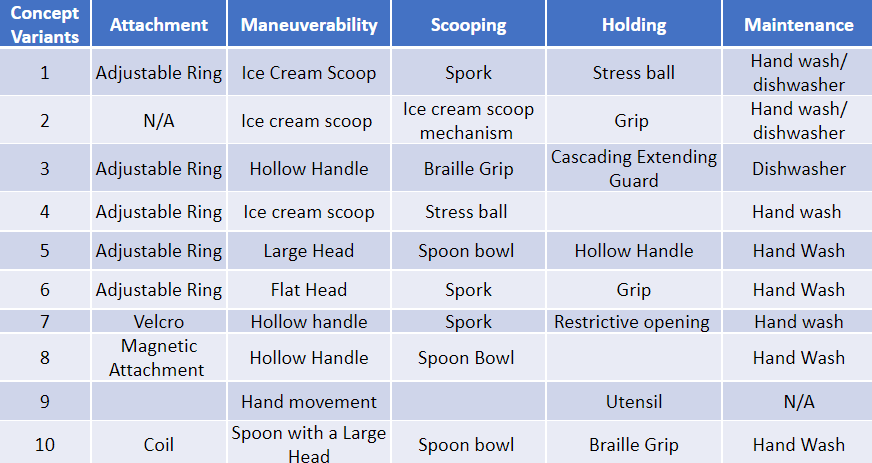 Concept Variants Attachment Maneuverability Scooping Holding Maintenance
1 Adjustable Ring Ice Cream Scoop Spork Stress ball Hand wash/ dishwasher
2 N/A Ice cream scoop Ice cream scoop mechanism Grip Hand wash/ dishwasher
3 Adjustable Ring Hollow Handle Braille Grip Cascading Extending Guard Dishwasher
4 Adjustable Ring Ice cream scoop Stress ball Hand wash
5 Adjustable Ring Large Head Spoon bowl Hollow Handle Hand Wash
6 Adjustable Ring Flat Head Spork Grip Hand Wash
7 Velcro Hollow handle Spork Restrictive opening Hand wash
8 Magnetic Attachment Hollow Handle Spoon Bowl Hand Wash
9 Hand movement Utensil N/A
10 Coil Spoon with a Large Head Spoon bowl Braille Grip Hand Wash